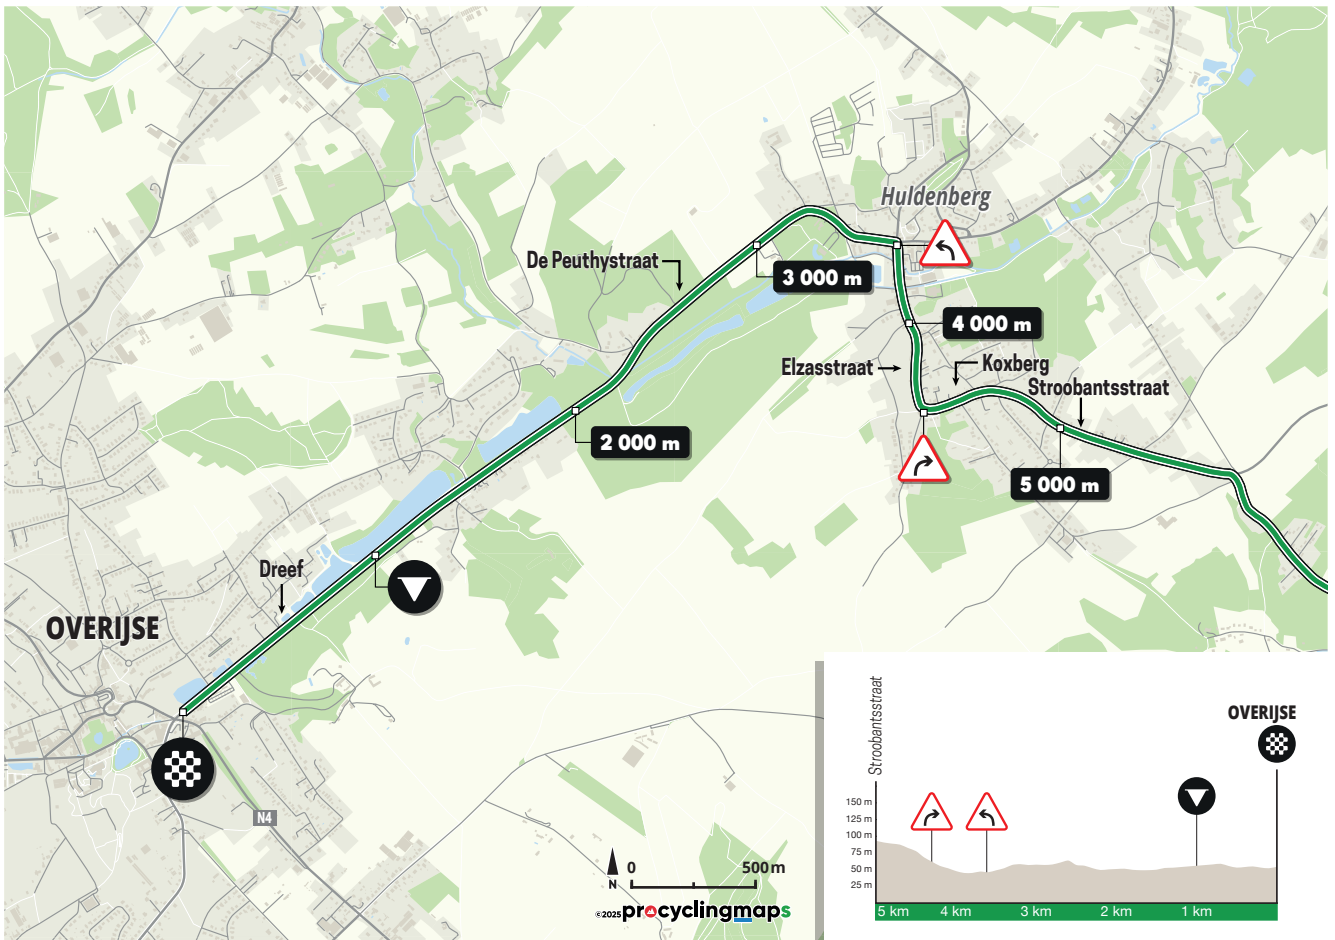 Huldenberg
De Peuthystraat
3 000 m
4 000 m
Elzasstraat
Koxberg
Stroobantsstraat
2 000 m
5 000 m
Dreef
OVERIJSE
N4
N
0
500m
©2025 procyclingmaps
Stroobantsstraat
OVERIJSE
150 m
125 m
100 m
75 m
50 m
25 m
5 km
4 km
3 km
2 km
1 km